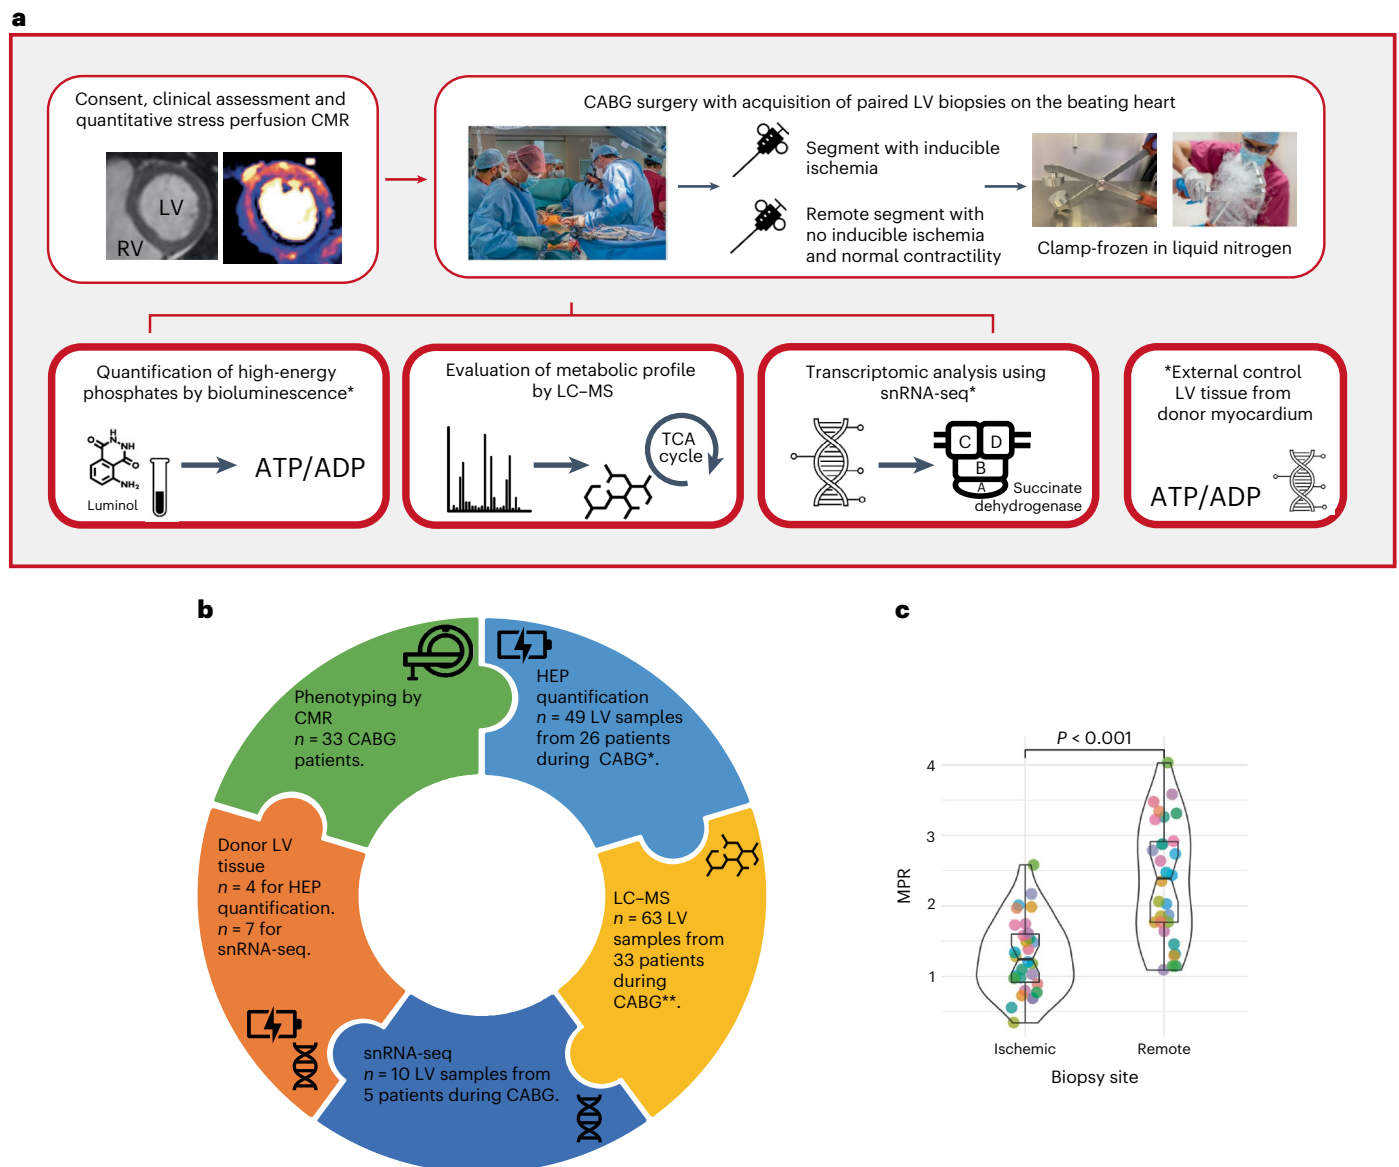 a
Consent, clinical assessment and
quantitative stress perfusion CMR
LV
RV
CABG surgery with acquisition of paired LV biopsies on the beating heart
Segment with inducible
ischemia
Remote segment with
no inducible ischemia
and normal contractility
Clamp-frozen in liquid nitrogen
Quantification of high-energy
phosphates by bioluminescence*
H
N
NH
O
O
NH₂
Luminol
ATP/ADP
Evaluation of metabolic profile
by LC–MS
TCA
cycle
Transcriptomic analysis using
snRNA-seq*
C D
B
A
Succinate
dehydrogenase
*External control
LV tissue from
donor myocardium
ATP/ADP
b
Phenotyping by
CMR
n = 33 CABG
patients.
HEP
quantification
n = 49 LV samples
from 26 patients
during CABG*.
LC–MS
n = 63 LV
samples from
33 patients
during
CABG**.
snRNA-seq
n = 10 LV samples from
5 patients during CABG.
Donor LV
tissue
n = 4 for HEP
quantification.
n = 7 for
snRNA-seq.
c
P < 0.001
MPR
4
3
2
1
Ischemic
Remote
Biopsy site